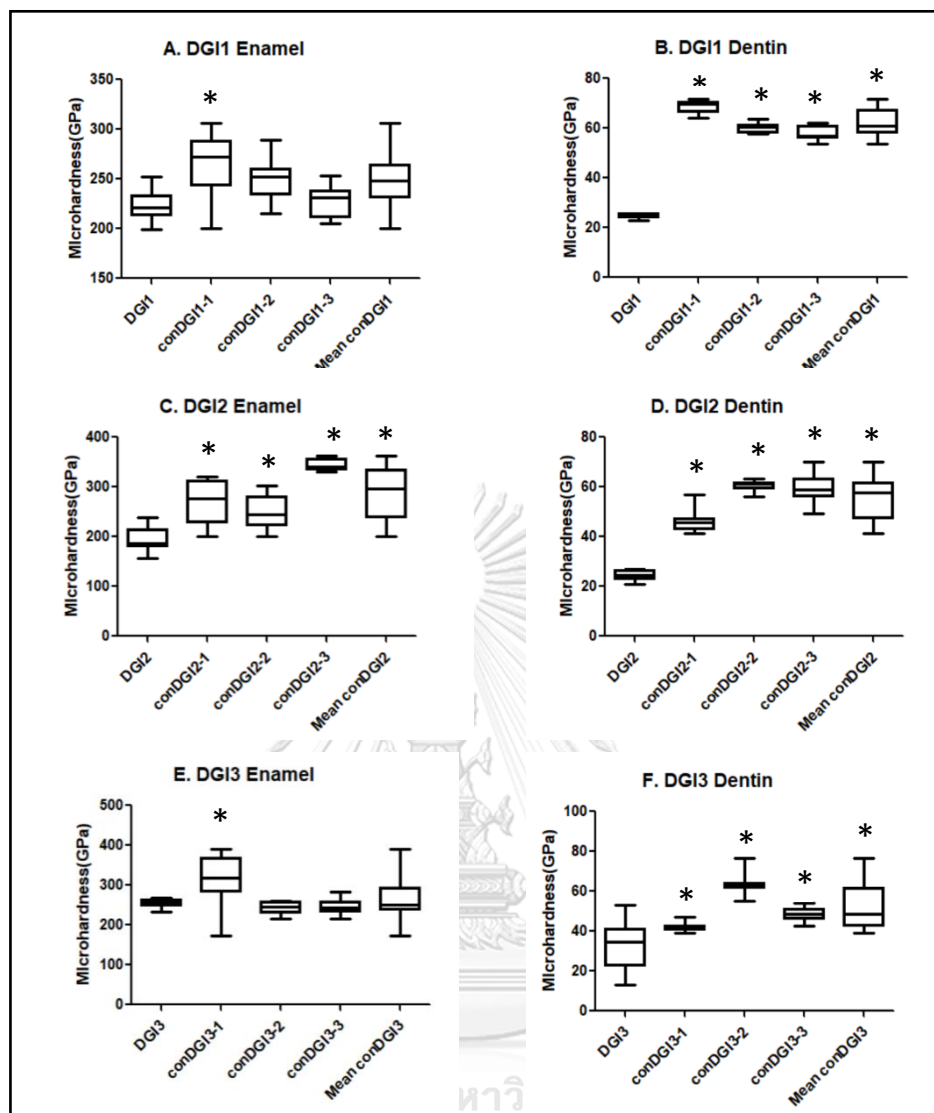 A. DGI1 Enamel
MIcrohardness(GPa)
350
300
250
200
150
DGI1
conDGI1-1
conDGI1-2
conDGI1-3
Mean conDGI1
*
B. DGI1 Dentin
MIcrohardness(GPa)
80
60
40
20
0
DGI1
conDGI1-1
conDGI1-2
conDGI1-3
Mean conDGI1
* * * *
C. DGI2 Enamel
MIcrohardness(GPa)
400
300
200
100
0
DGI2
conDGI2-1
conDGI2-2
conDGI2-3
Mean conDGI2
* * * *
D. DGI2 Dentin
MIcrohardness(GPa)
80
60
40
20
0
DGI2
conDGI2-1
conDGI2-2
conDGI2-3
Mean conDGI2
* * * *
E. DGI3 Enamel
MIcrohardness(GPa)
500
400
300
200
100
0
DGI3
conDGI3-1
conDGI3-2
conDGI3-3
Mean conDGI3
*
F. DGI3 Dentin
MIcrohardness(GPa)
100
80
60
40
20
0
DGI3
conDGI3-1
conDGI3-2
conDGI3-3
Mean conDGI3
* * * *
หาวิ